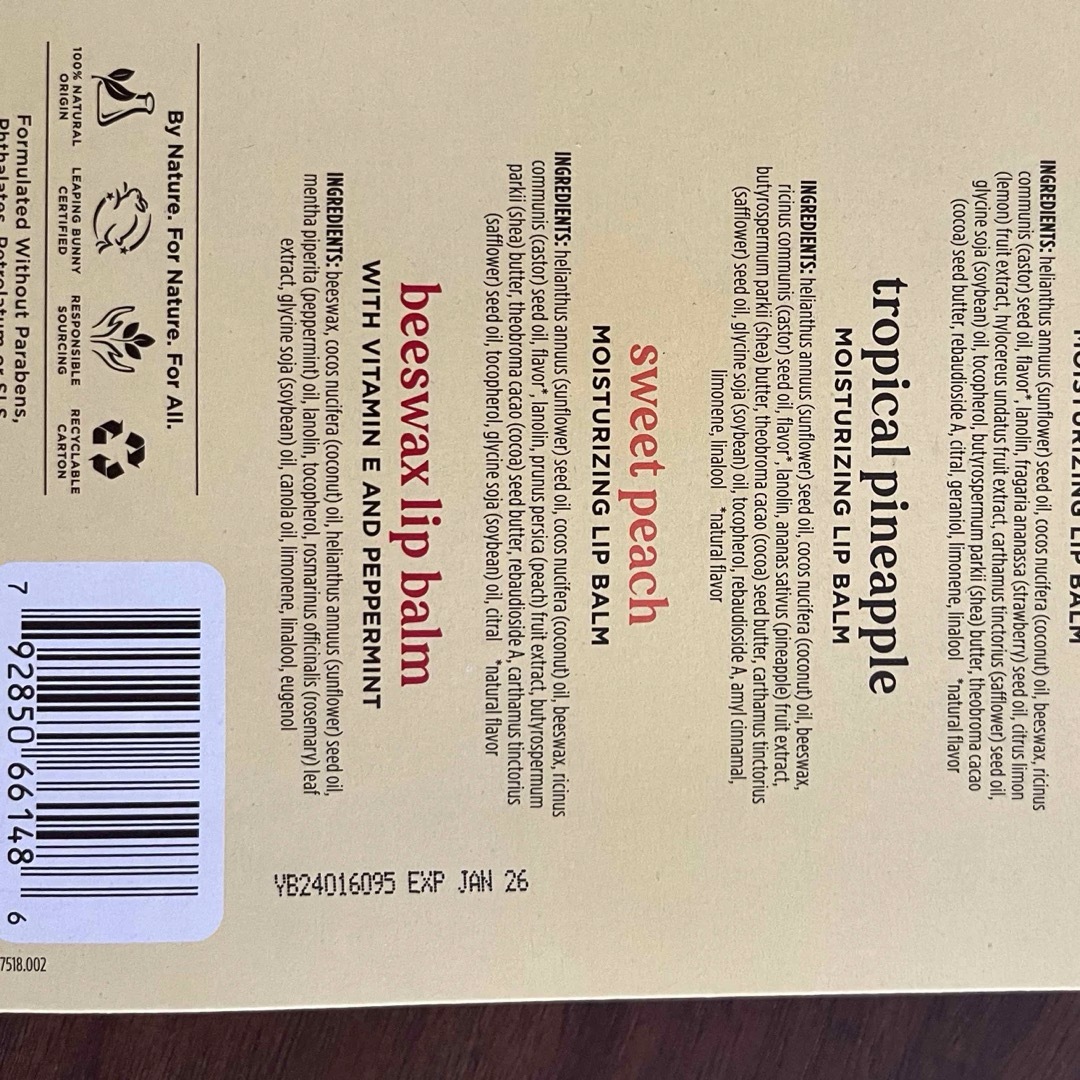 MOISTURIZING LIP BALM
INGREDIENTS: helianthus annuus (sunflower) seed oil, cocos nucifera (coconut) oil, beeswax, ricinus
communis (castor) seed oil, flavor*, lanolin, fragaria ananassa (strawberry) seed oil, citrus limon
(lemon) fruit extract, hylocereus undatus fruit extract, carthamus tinctorius (safflower) seed oil,
glycine soja (soybean) oil, tocopherol, butyrospermum parkii (shea) butter, theobroma cacao
(cocoa) seed butter, rebaudioside A, citral, geraniol, limonene, linalool *natural flavor
tropical pineapple
MOISTURIZING LIP BALM
INGREDIENTS: helianthus annuus (sunflower) seed oil, cocos nucifera (coconut) oil, beeswax,
ricinus communis (castor) seed oil, flavor*, lanolin, ananas sativus (pineapple) fruit extract,
butyrospermum parkii (shea) butter, theobroma cacao (cocoa) seed butter, carthamus tinctorius
(safflower) seed oil, glycine soja (soybean) oil, tocopherol, rebaudioside A, amyl cinnamal,
limonene, linalool *natural flavor
sweet peach
MOISTURIZING LIP BALM
INGREDIENTS: helianthus annuus (sunflower) seed oil, cocos nucifera (coconut) oil, beeswax, ricinus
communis (castor) seed oil, flavor*, lanolin, prunus persica (peach) fruit extract, butyrospermum
parkii (shea) butter, theobroma cacao (cocoa) seed butter, rebaudioside A, carthamus tinctorius
(safflower) seed oil, tocopherol, glycine soja (soybean) oil, citral *natural flavor
beeswax lip balm
WITH VITAMIN E AND PEPPERMINT
INGREDIENTS: beeswax, cocos nucifera (coconut) oil, helianthus annuus (sunflower) seed oil,
mentha piperita (peppermint) oil, lanolin, tocopherol, rosmarinus officinalis (rosemary) leaf
extract, glycine soja (soybean) oil, canola oil, limonene, linalool, eugenol
YB24016095 EXP JAN 26
By Nature. For Nature. For All.
100% NATURAL
ORIGIN
LEAPING BUNNY
CERTIFIED
RESPONSIBLE
SOURCING
RECYCLABLE
CARTON
Formulated Without Parabens,
Phthalates, Petrolatum or SLS
7 92850 66148 6
7518.002